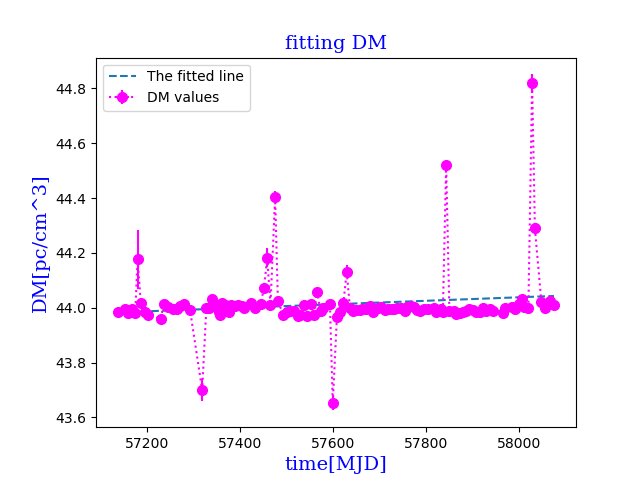 fitting DM
The fitted line
DM values
44.8
44.6
44.4
44.2
44.0
43.8
43.6
DM[pc/cm^3]
57200 57400 57600 57800 58000
time[MJD]